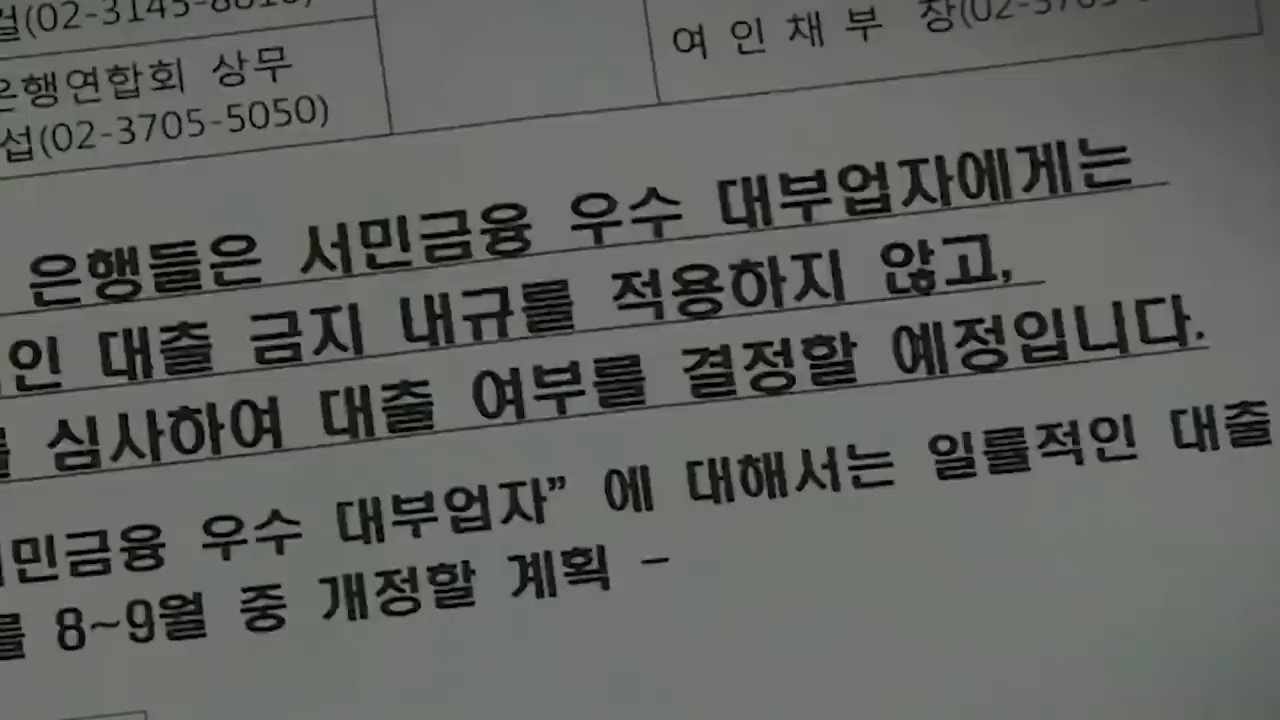 여 인 채 부 장(02-3705-
은행연합회 상무
섭(02-3705-5050)
은행들은 서민금융 우수 대부업자에게는
인 대출 금지 내규를 적용하지 않고,
를 심사하여 대출 여부를 결정할 예정입니다.
민금융 우수 대부업자” 에 대해서는 일률적인 대출
를 8~9월 중 개정할 계획 -